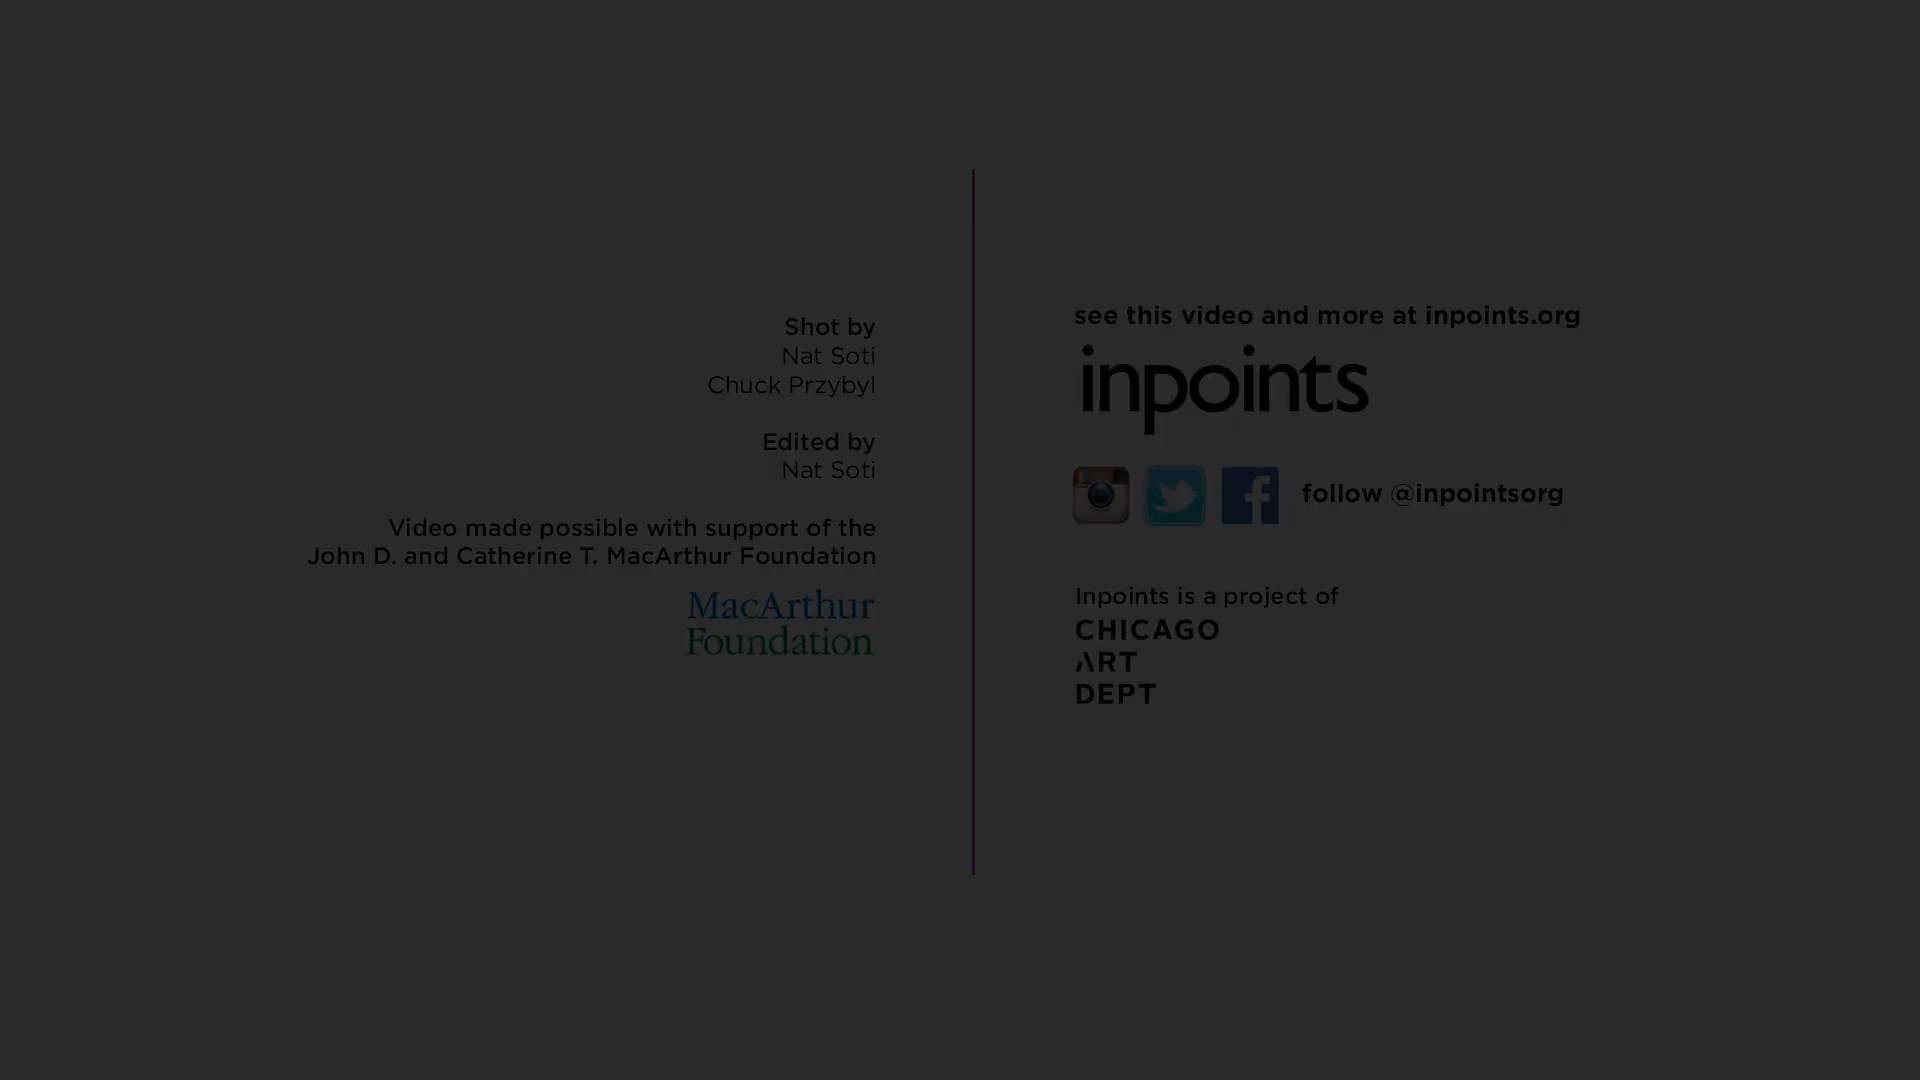 Shot by
Nat Soti
Chuck Przybyl
Edited by
Nat Soti
Video made possible with support of the
John D. and Catherine T. MacArthur Foundation
MacArthur
Foundation
see this video and more at inpoints.org
inpoints
follow @inpointsorg
Inpoints is a project of
CHICAGO
ART
DEPT